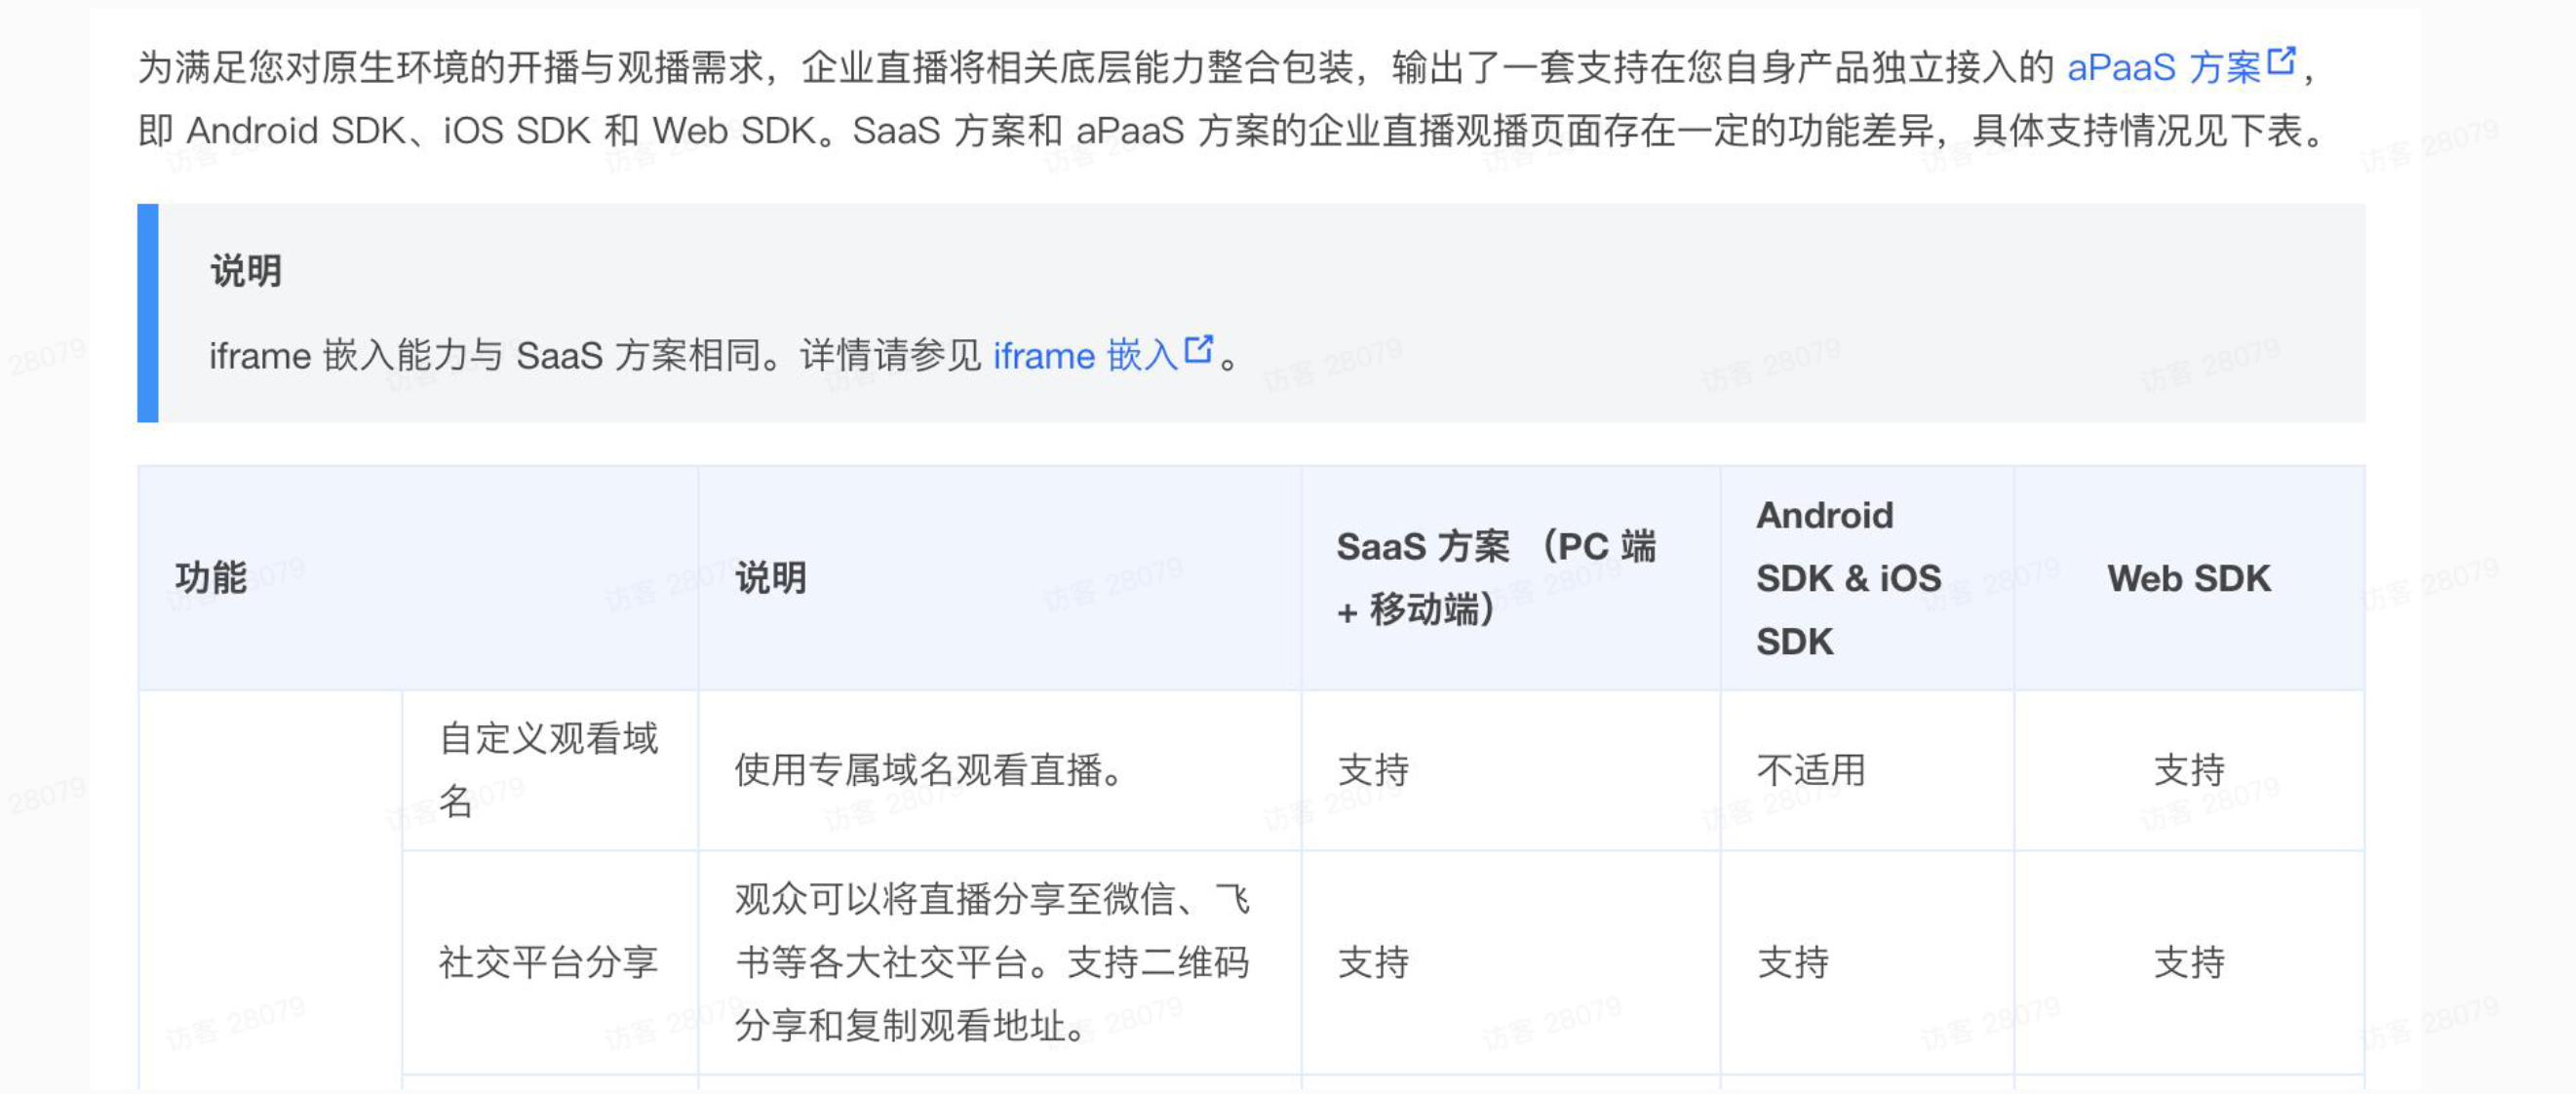 为满足您对原生环境的开播与观播需求，企业直播将相关底层能力整合包装，输出了一套支持在您自身产品独立接入的 aPaaS 方案，
即 Android SDK、iOS SDK 和 Web SDK。SaaS 方案和 aPaaS 方案的企业直播观播页面存在一定的功能差异，具体支持情况见下表。
说明
iframe 嵌入能力与 SaaS 方案相同。详情请参见 iframe 嵌入。
功能
说明
SaaS 方案 （PC 端
+ 移动端）
Android
SDK & iOS
SDK
Web SDK
自定义观看域
名
使用专属域名观看直播。
支持
不适用
支持
社交平台分享
观众可以将直播分享至微信、飞
书等各大社交平台。支持二维码
分享和复制观看地址。
支持
支持
支持
访客 28079